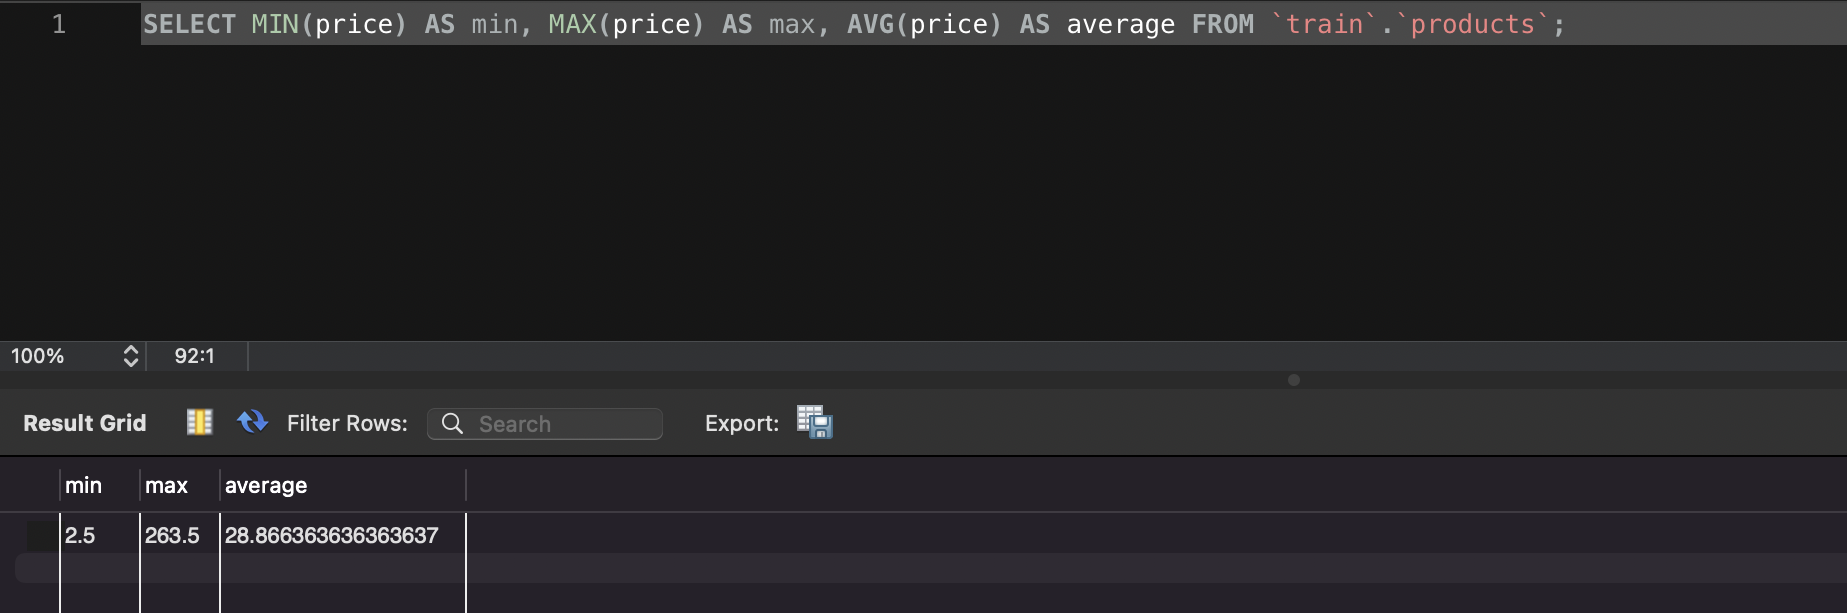 1 SELECT MIN(price) AS min, MAX(price) AS max, AVG(price) AS average FROM `train`.`products`;
100% 92:1
Result Grid Filter Rows: Search Export:
min max average
2.5 263.5 28.866363636363637